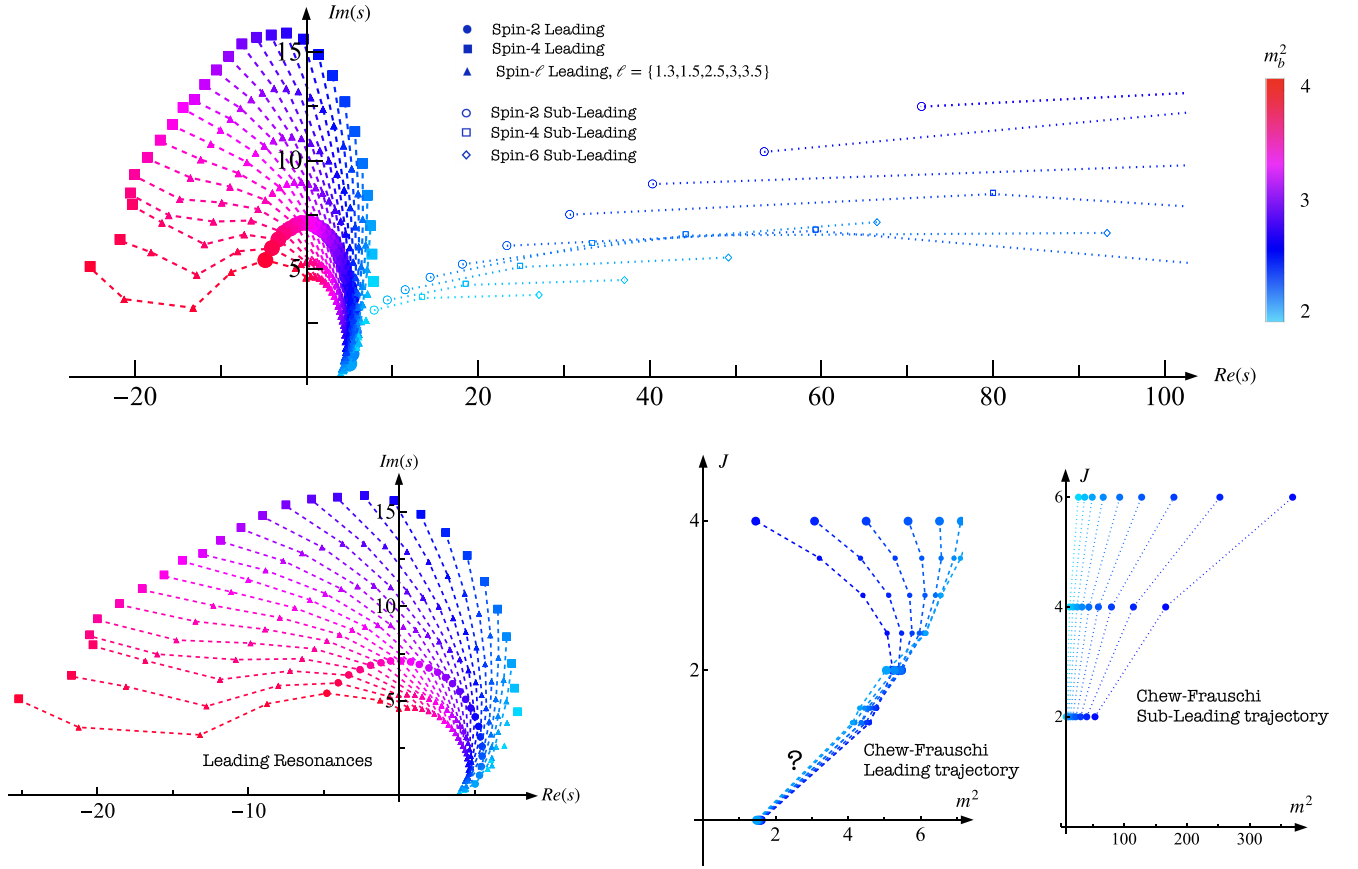 Im(s)
15
10
5
−20
20
40
60
80
100
Re(s)
Spin-2 Leading
Spin-4 Leading
Spin-ℓ Leading, ℓ = {1.3,1.5,2.5,3,3.5}
Spin-2 Sub-Leading
Spin-4 Sub-Leading
Spin-6 Sub-Leading
m_b^2
4
3
2
Im(s)
15
10
5
−20
−10
Re(s)
Leading Resonances
J
4
2
?
Chew-Frauschi
Leading trajectory
m^2
2
4
6
J
6
4
2
Chew-Frauschi
Sub-Leading trajectory
m^2
100
200
300